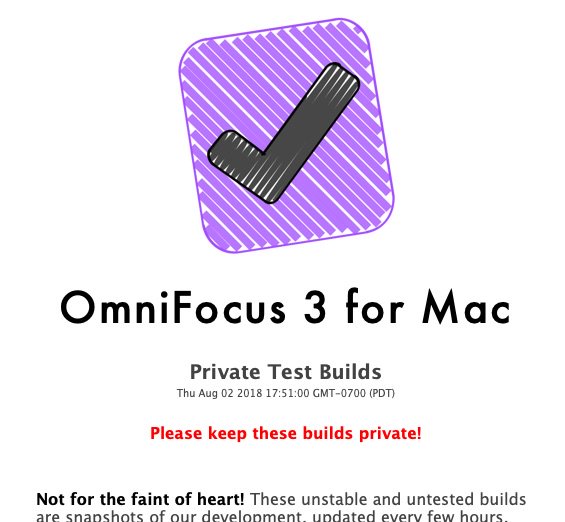 OmniFocus 3 for Mac
Private Test Builds
Thu Aug 02 2018 17:51:00 GMT-0700 (PDT)
Please keep these builds private!
Not for the faint of heart! These unstable and untested builds
are snapshots of our development, updated every few hours.